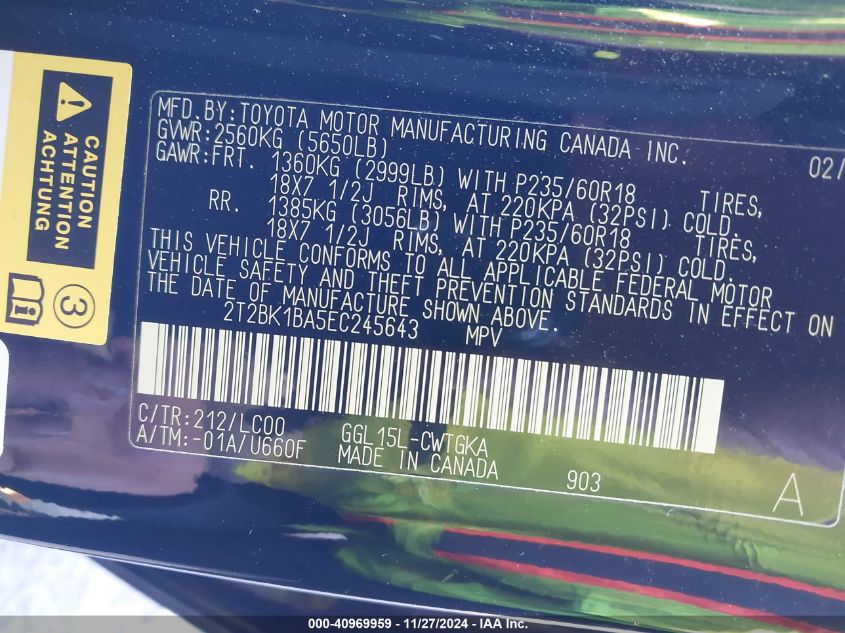 CAUTION
ATTENTION
ACHTUNG
3
MFD.BY:TOYOTA MOTOR MANUFACTURING CANADA INC. 02/
GVWR:2560KG (5650LB)
GAWR:FRT. 1360KG (2999LB) WITH P235/60R18 TIRES,
18X7 1/2J RIMS, AT 220KPA (32PSI) COLD.
RR. 1385KG (3056LB) WITH P235/60R18 TIRES,
18X7 1/2J RIMS, AT 220KPA (32PSI) COLD.
THIS VEHICLE CONFORMS TO ALL APPLICABLE FEDERAL MOTOR
VEHICLE SAFETY AND THEFT PREVENTION STANDARDS IN EFFECT ON
THE DATE OF MANUFACTURE SHOWN ABOVE.
2T2BK1BA5EC245643 MPV
C/TR:212/LC00 GGL15L-CWTGKA
A/TM:-01A/U660F MADE IN CANADA 903 A
000-40969959 - 11/27/2024 - IAA Inc.